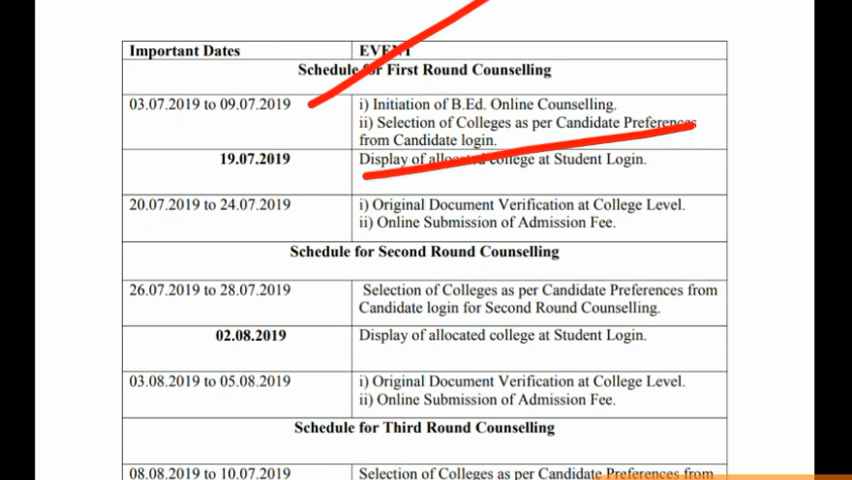 Important Dates EVENT
Schedule for First Round Counselling
03.07.2019 to 09.07.2019 i) Initiation of B.Ed. Online Counselling.
ii) Selection of Colleges as per Candidate Preferences
from Candidate login.
19.07.2019 Display of allocated college at Student Login.
20.07.2019 to 24.07.2019 i) Original Document Verification at College Level.
ii) Online Submission of Admission Fee.
Schedule for Second Round Counselling
26.07.2019 to 28.07.2019 Selection of Colleges as per Candidate Preferences from
Candidate login for Second Round Counselling.
02.08.2019 Display of allocated college at Student Login.
03.08.2019 to 05.08.2019 i) Original Document Verification at College Level.
ii) Online Submission of Admission Fee.
Schedule for Third Round Counselling
08.08.2019 to 10.07.2019 Selection of Colleges as per Candidate Preferences from